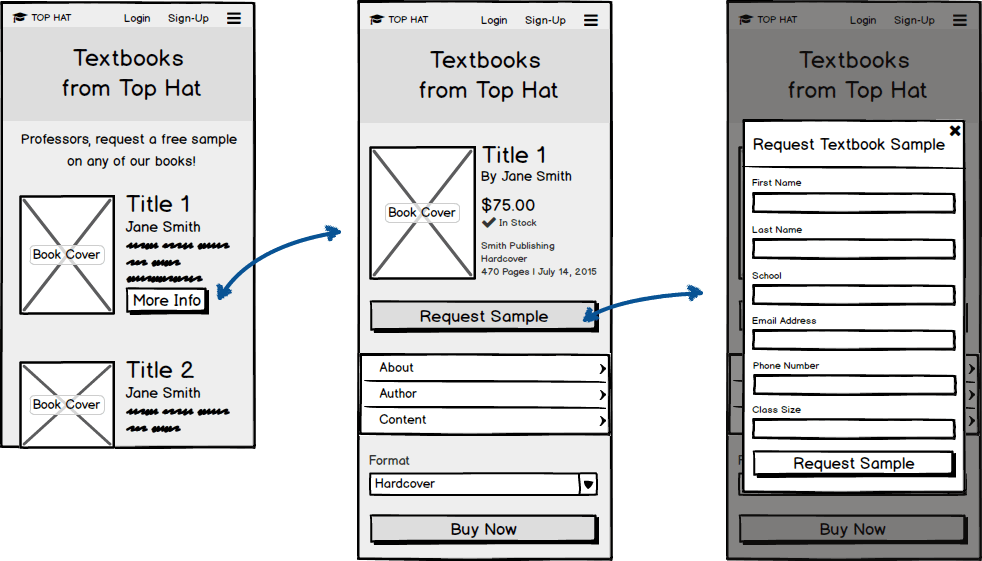 TOP HAT Login Sign-Up
Textbooks
from Top Hat
Professors, request a free sample
on any of our books!
Book Cover
Title 1
Jane Smith
More Info
Book Cover
Title 2
Jane Smith
TOP HAT Login Sign-Up
Textbooks
from Top Hat
Book Cover
Title 1
By Jane Smith
$75.00
In Stock
Smith Publishing
Hardcover
470 Pages | July 14, 2015
Request Sample
About
Author
Content
Format
Hardcover
Buy Now
TOP HAT Login Sign-Up
Textbooks
from Top Hat
Request Textbook Sample
First Name
Last Name
School
Email Address
Phone Number
Class Size
Request Sample
F
Buy Now